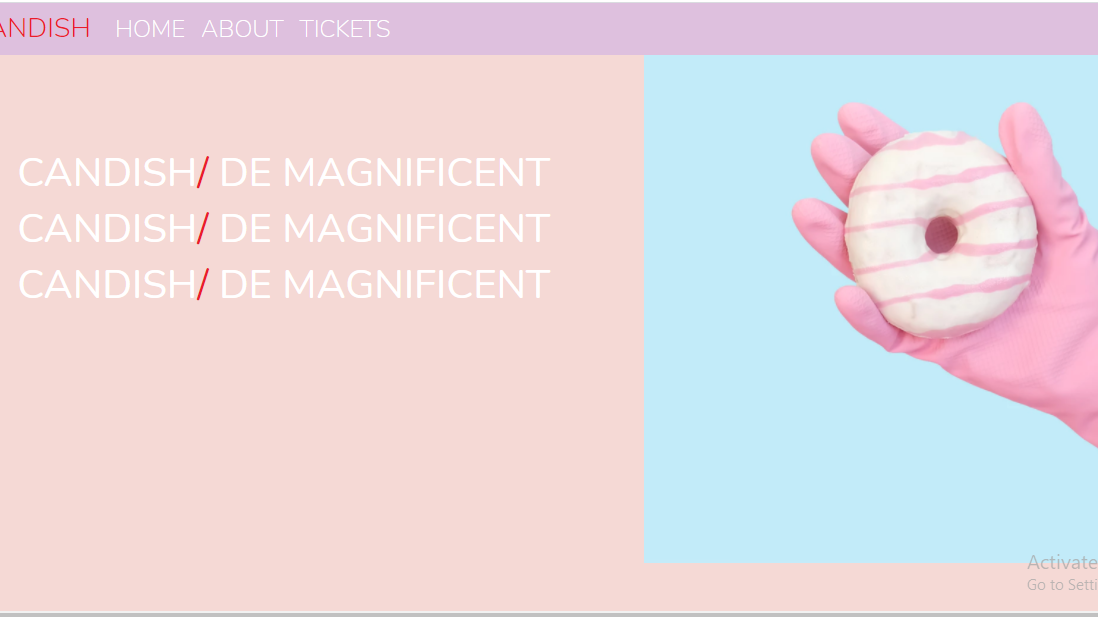 ANDISH HOME ABOUT TICKETS
CANDISH/ DE MAGNIFICENT
CANDISH/ DE MAGNIFICENT
CANDISH/ DE MAGNIFICENT
Activate
Go to Setti